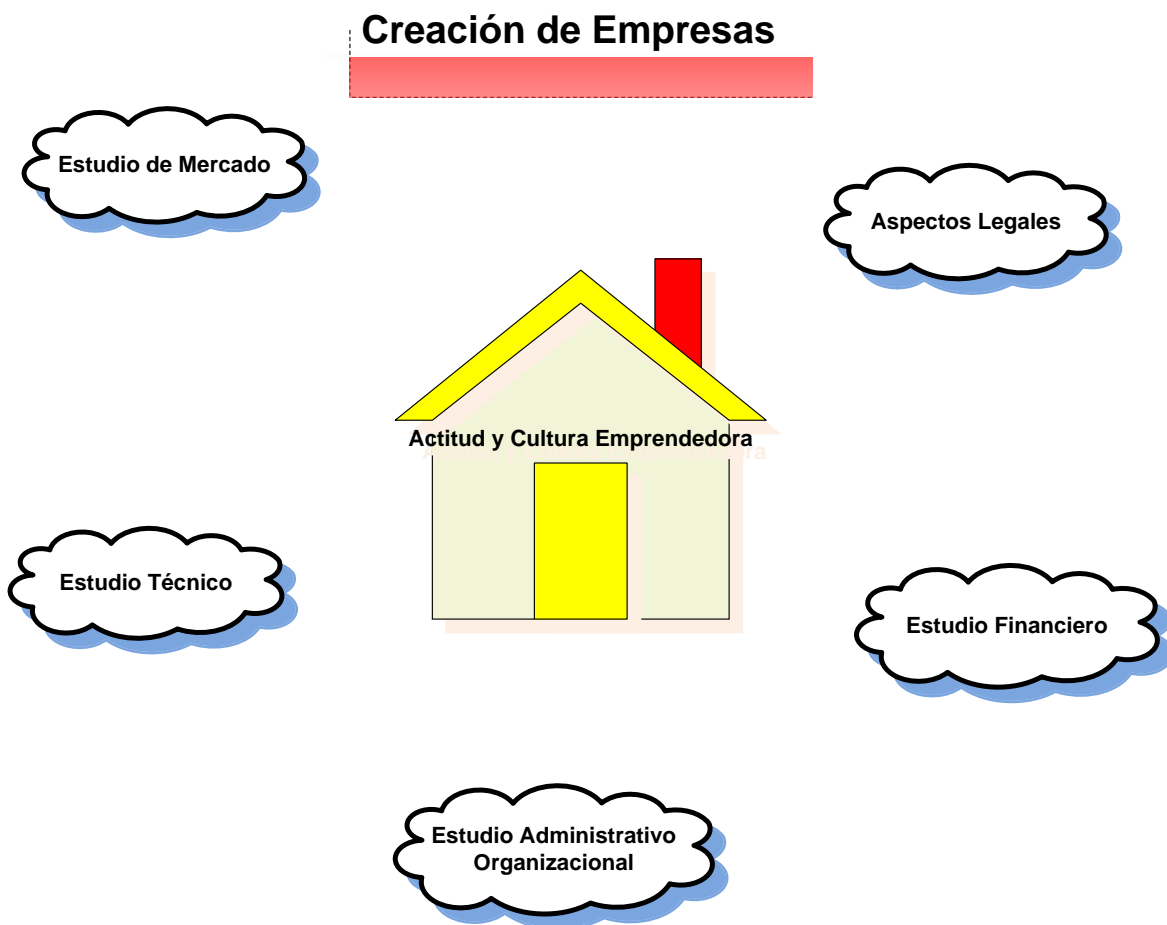 Creación de Empresas
Estudio de Mercado
Aspectos Legales
Actitud y Cultura Emprendedora
Estudio Técnico
Estudio Financiero
Estudio Administrativo
Organizacional